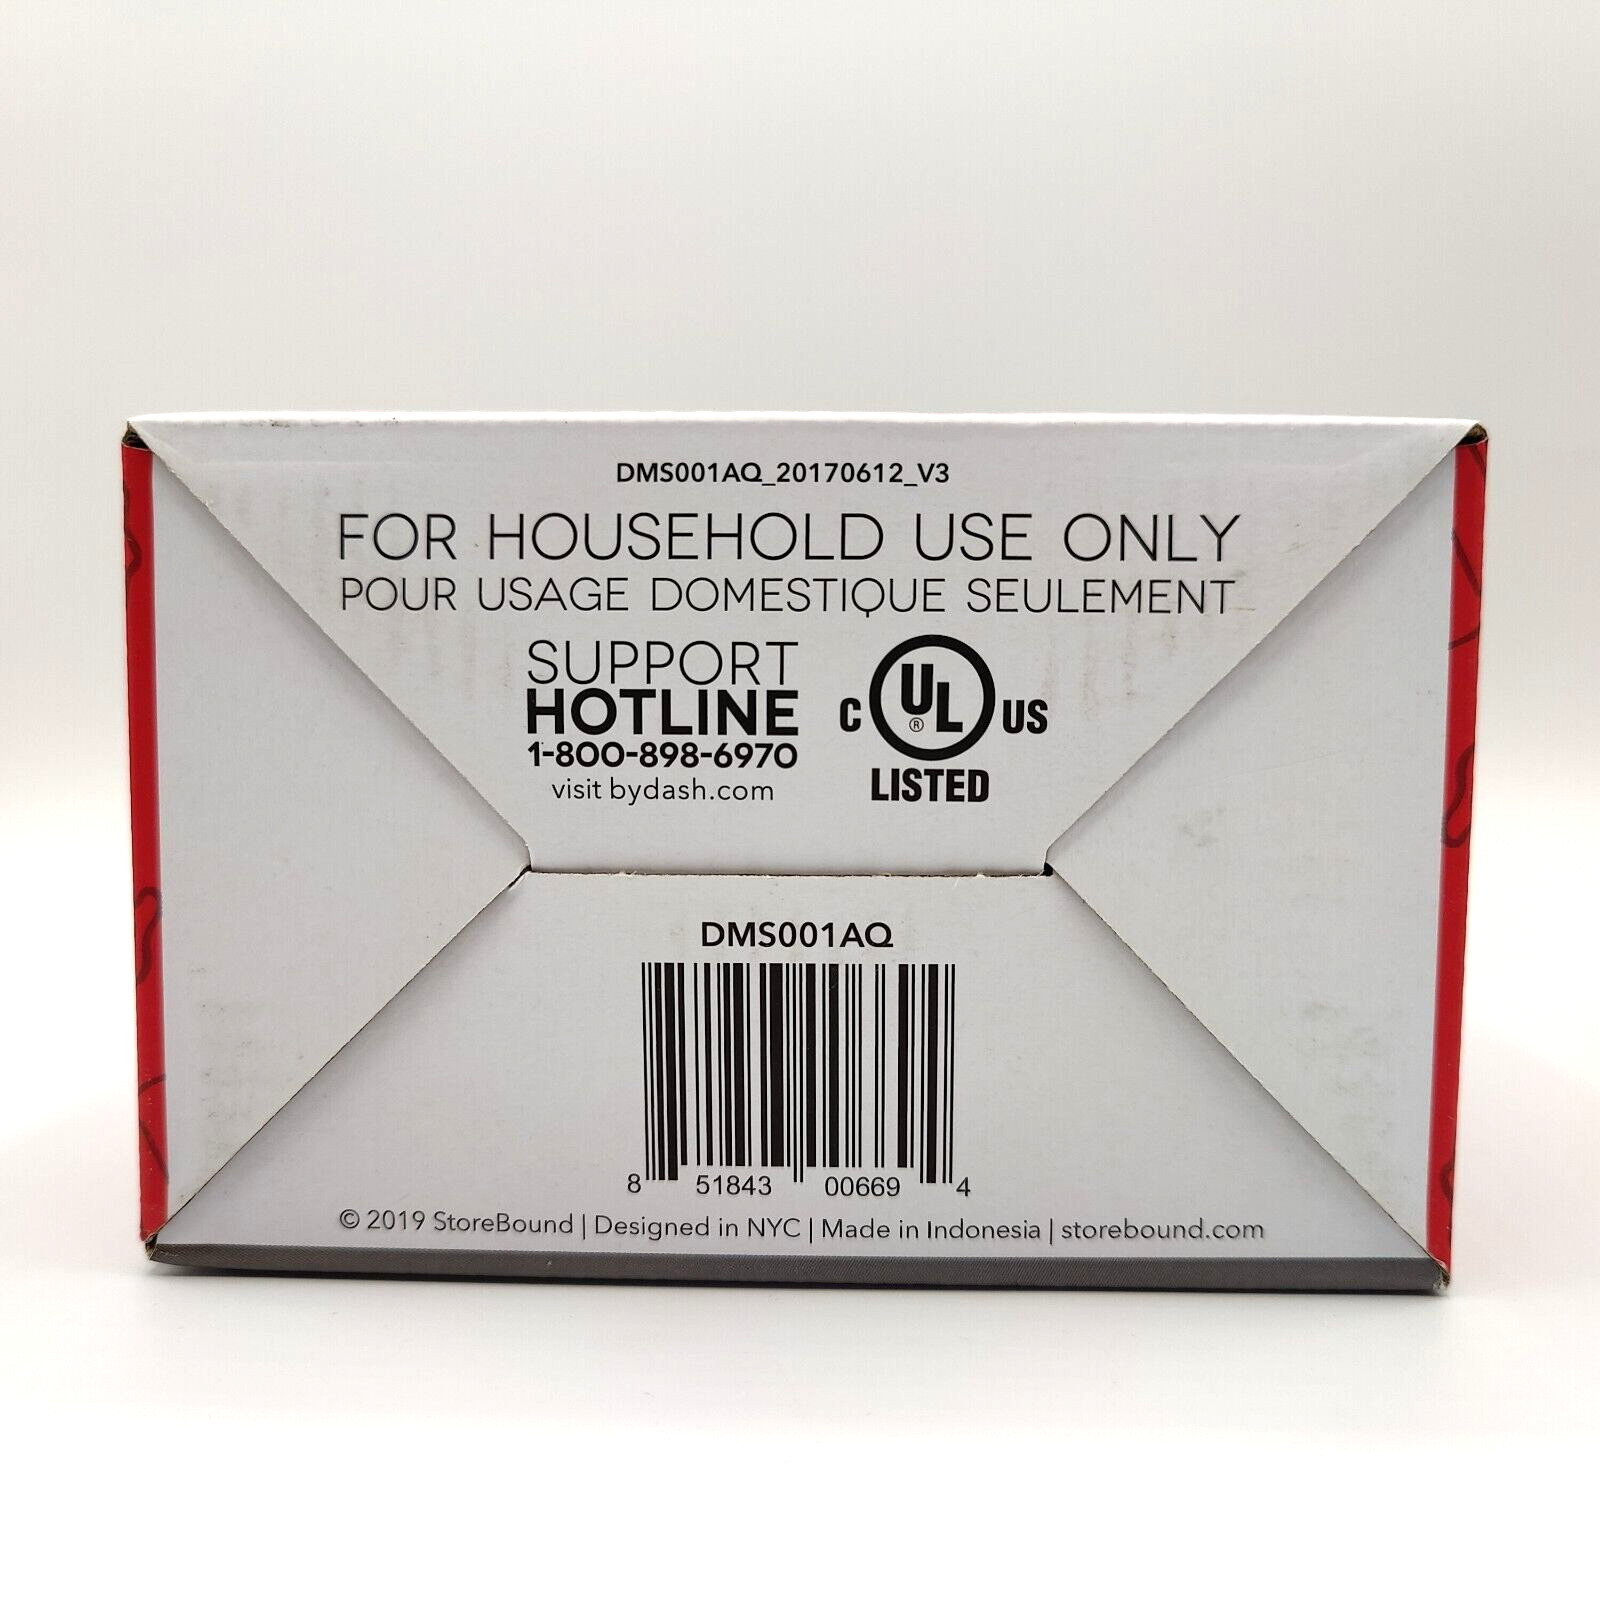 DMS001AQ_20170612_V3
FOR HOUSEHOLD USE ONLY
POUR USAGE DOMESTIQUE SEULEMENT
SUPPORT
HOTLINE
1-800-898-6970
visit bydash.com
C UL ® US
LISTED
DMS001AQ
8 51843 00669 4
© 2019 StoreBound | Designed in NYC | Made in Indonesia | storebound.com